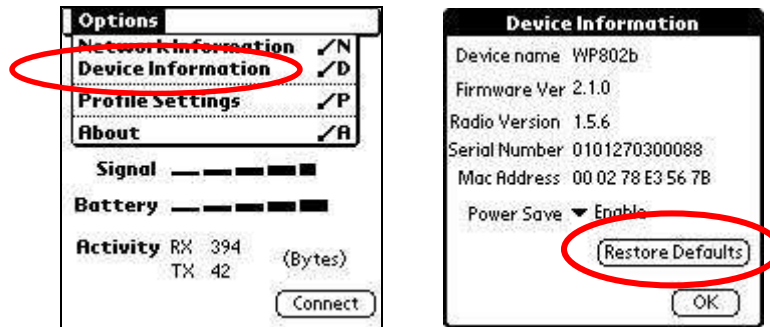 Options
Network Information ⁄N
Device Information ⁄D
Profile Settings ⁄P
About ⁄A
Signal
Battery
Activity RX 394
TX 42
(Bytes)
Connect
Device Information
Device name WP802b
Firmware Ver 2.1.0
Radio Version 1.5.6
Serial Number 0101270300088
Mac Address 00 02 78 E3 56 7B
Power Save Enable
Restore Defaults
OK